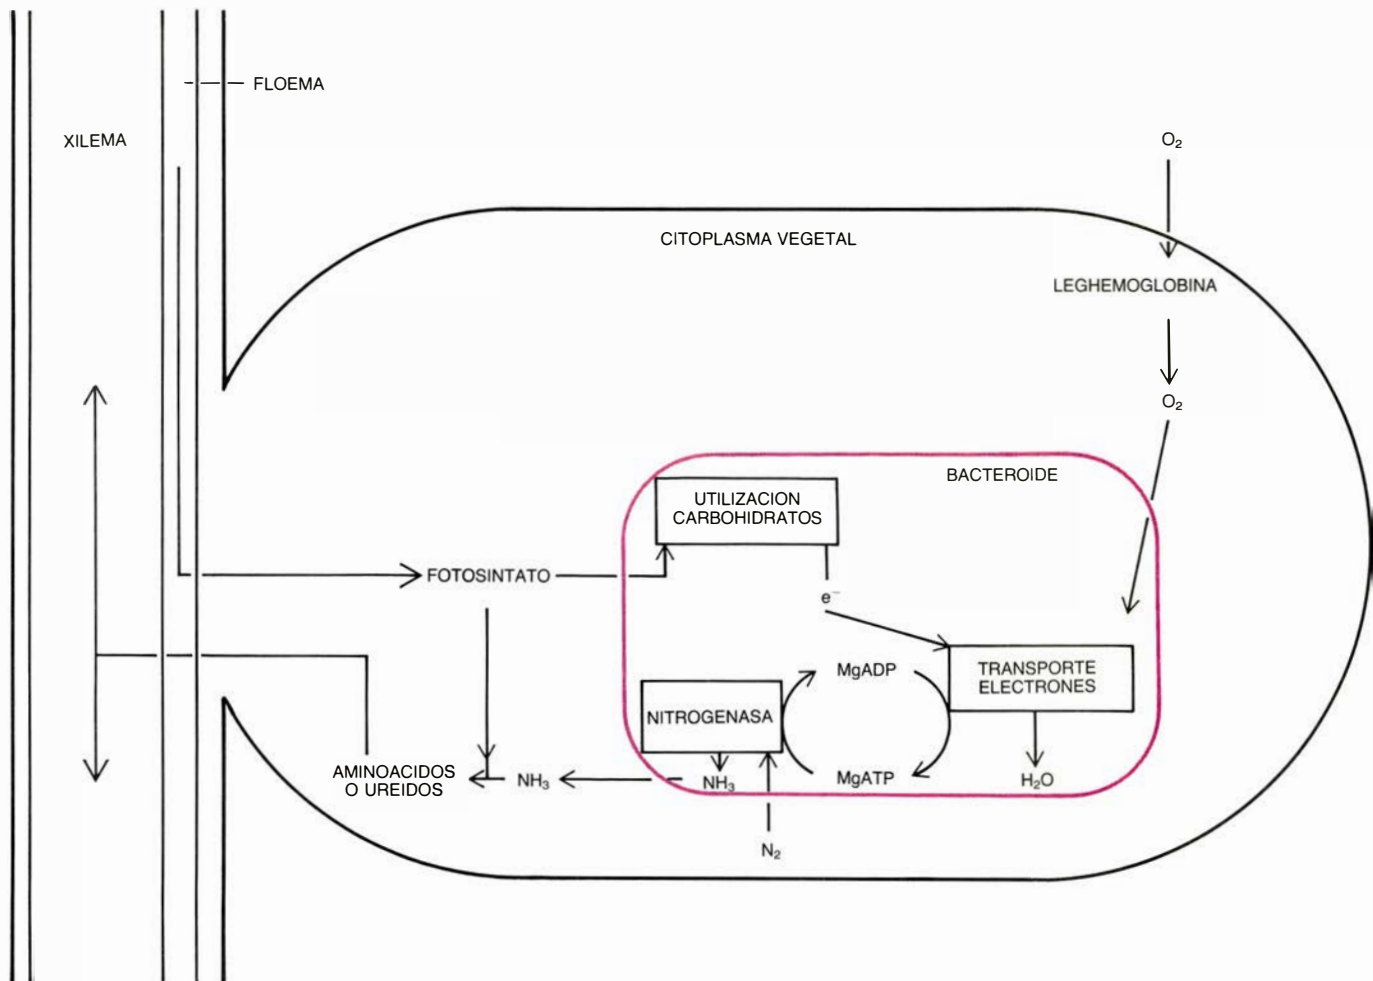 FLOEMA
XILEMA
O₂
CITOPLASMA VEGETAL
LEGHEMOGLOBINA
O₂
BACTEROIDE
UTILIZACION
CARBOHIDRATOS
FOTOSINTATO
e⁻
MgADP
TRANSPORTE
ELECTRONES
NITROGENASA
AMINOACIDOS
O UREIDOS
NH₃
NH₃
MgATP
H₂O
N₂